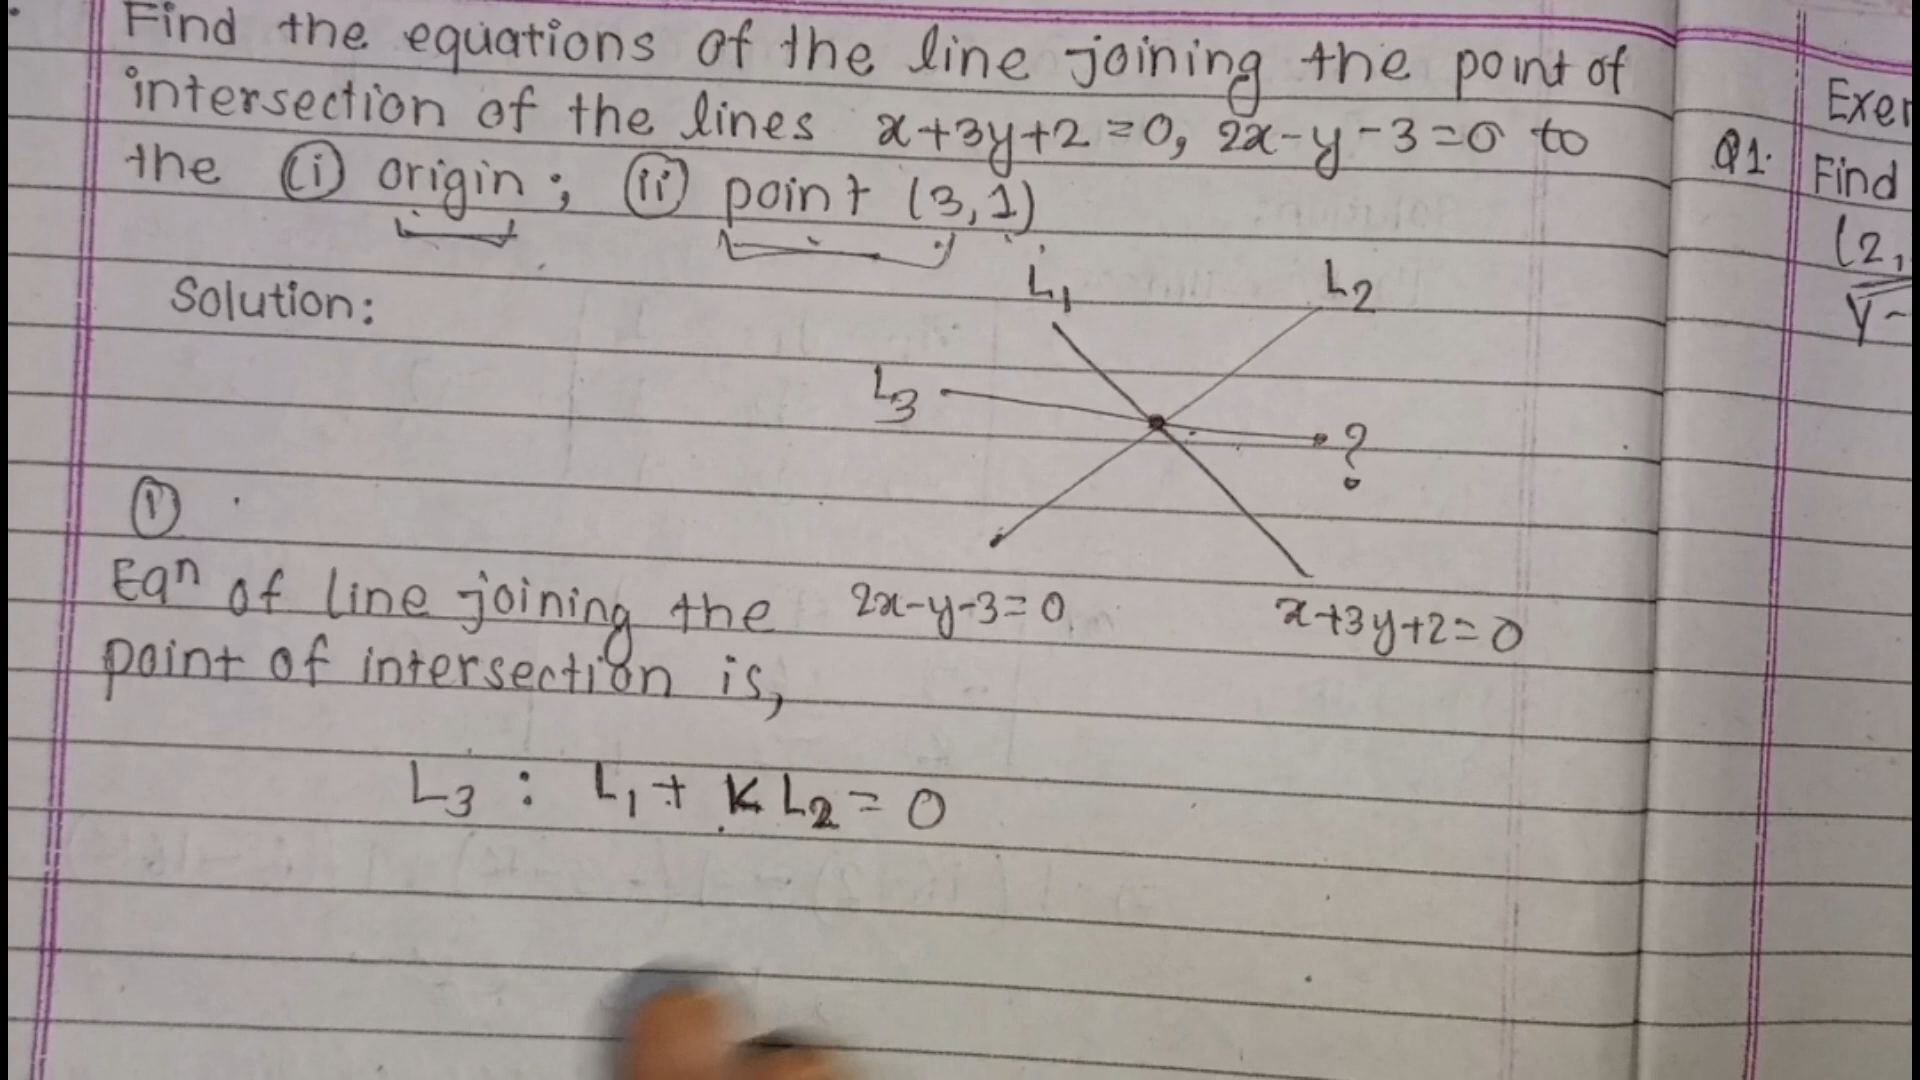 Find the equations of the line joining the point of
intersection of the lines x+3y+2=0, 2x-y-3=0 to
the (i) origin; (ii) point (3,1)
Solution:
L1
L2
L3
?
(i)
Eqn of line joining the
point of intersection is,
2x-y-3=0
x+3y+2=0
L3 : L1 + K L2 = 0
Q1.
Find
(2,
y-